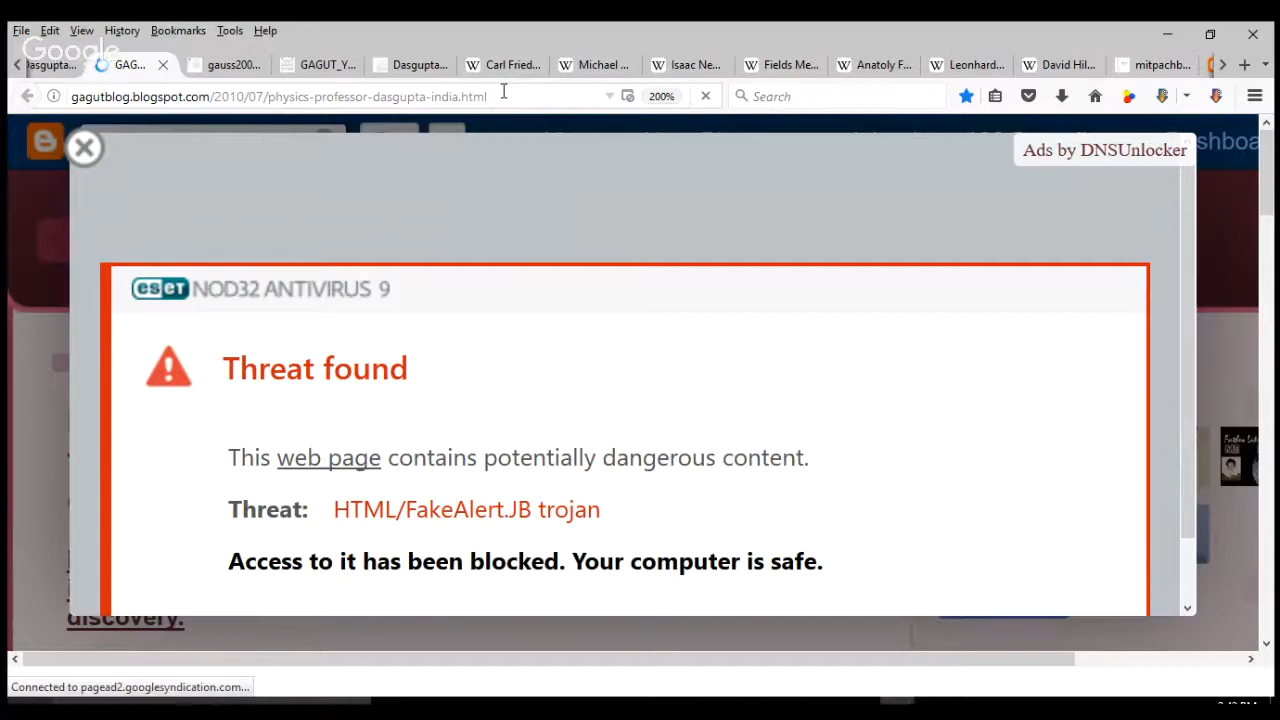 File Edit View History Bookmarks Tools Help
Google
asgupta... GAG... gauss200... GAGUT_Y... Dasgupta... Carl Fried... Michael ... Isaac Ne... Fields Me... Anatoly F... Leonhard... David Hil... mitpachb...
gagutblog.blogspot.com/2010/07/physics-professor-dasgupta-india.html 200% Search
Ads by DNSUnlocker
eset NOD32 ANTIVIRUS 9
Threat found
This web page contains potentially dangerous content.
Threat: HTML/FakeAlert.JB trojan
Access to it has been blocked. Your computer is safe.
discovery.
Connected to pagead2.googlesyndication.com...